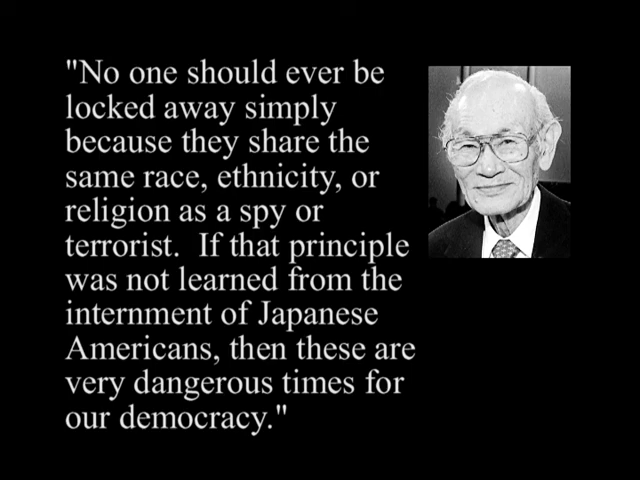 "No one should ever be
locked away simply
because they share the
same race, ethnicity, or
religion as a spy or
terrorist.  If that principle
was not learned from the
internment of Japanese
Americans, then these are
very dangerous times for
our democracy."